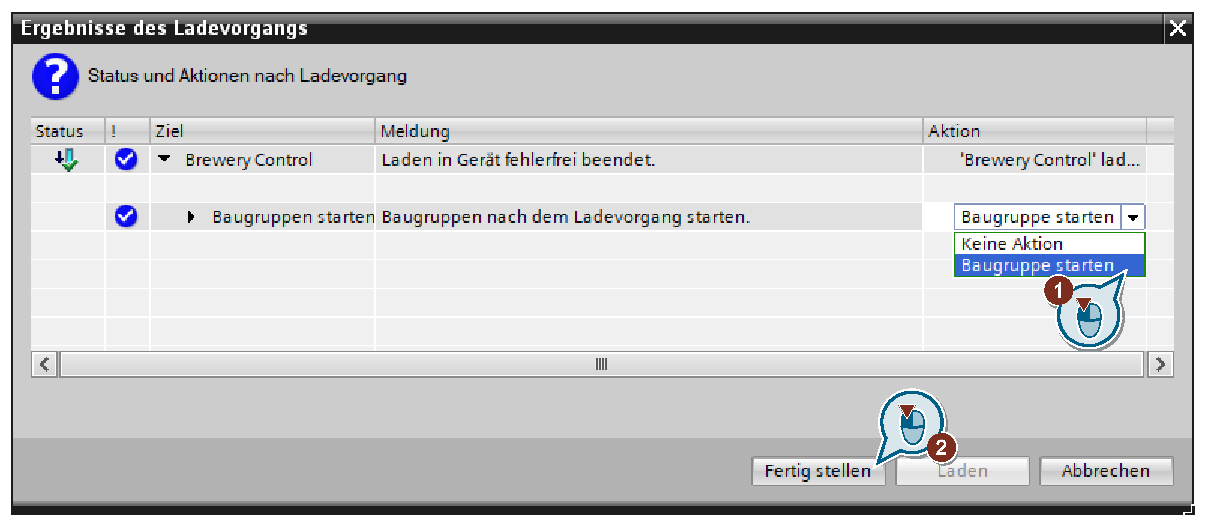 Ergebnisse des Ladevorgangs
Status und Aktionen nach Ladevorgang
Status ! Ziel Meldung Aktion
Brewery Control Laden in Gerät fehlerfrei beendet. 'Brewery Control' lad...
Baugruppen starten Baugruppen nach dem Ladevorgang starten. Baugruppe starten
Keine Aktion
Baugruppe starten
1
2
Fertig stellen Laden Abbrechen